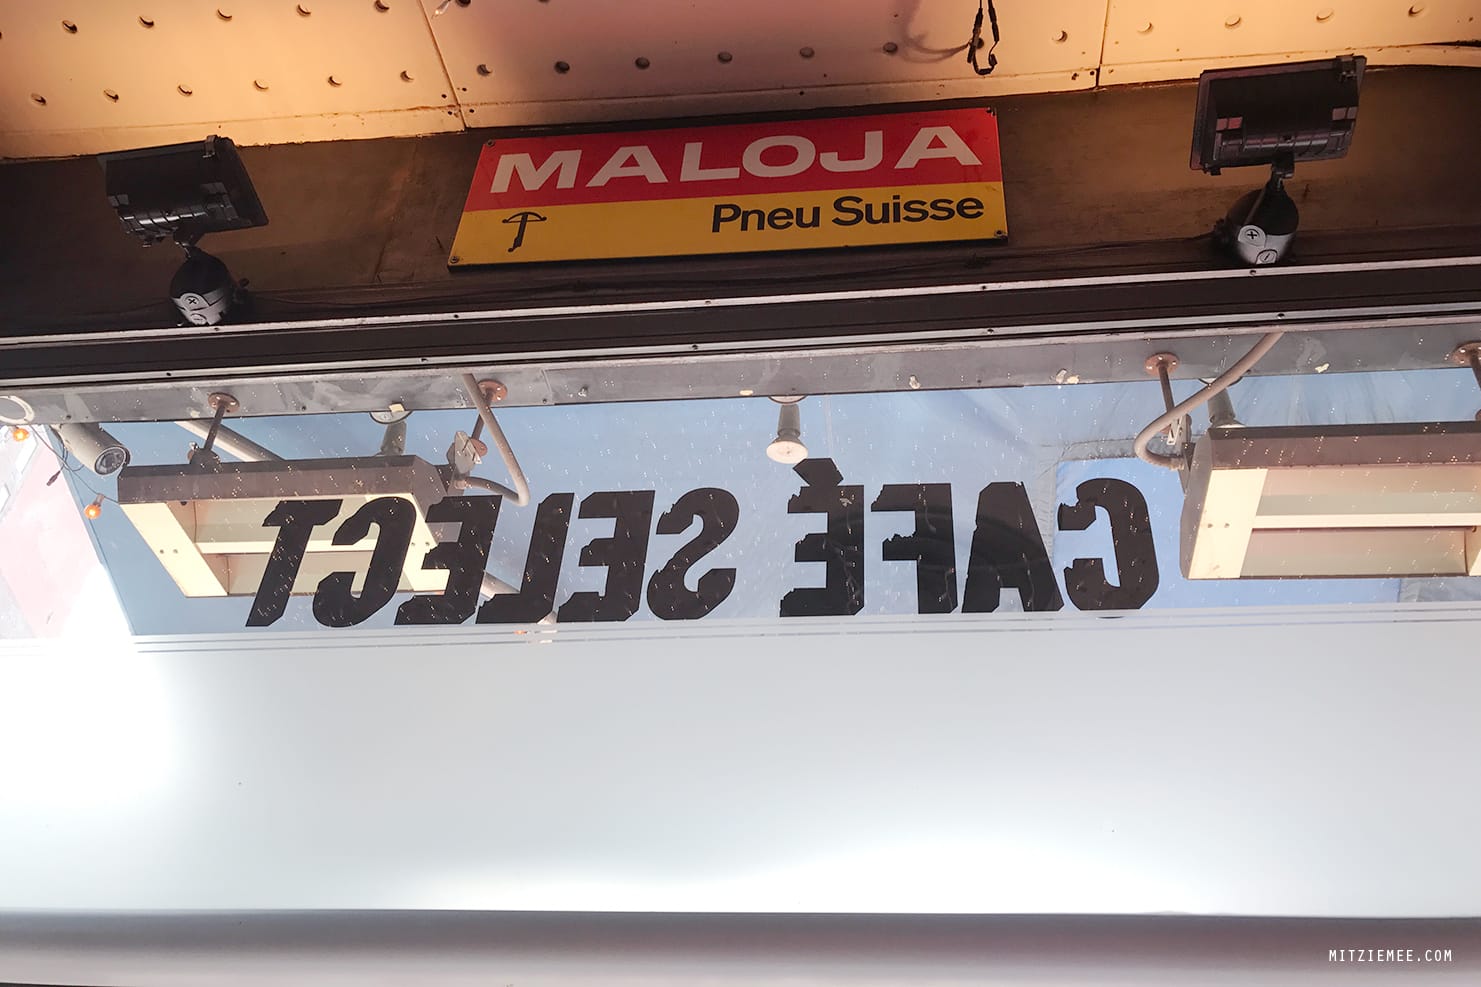 MALOJA
Pneu Suisse
CAFÉ SELECT
MITZIEMEE.COM